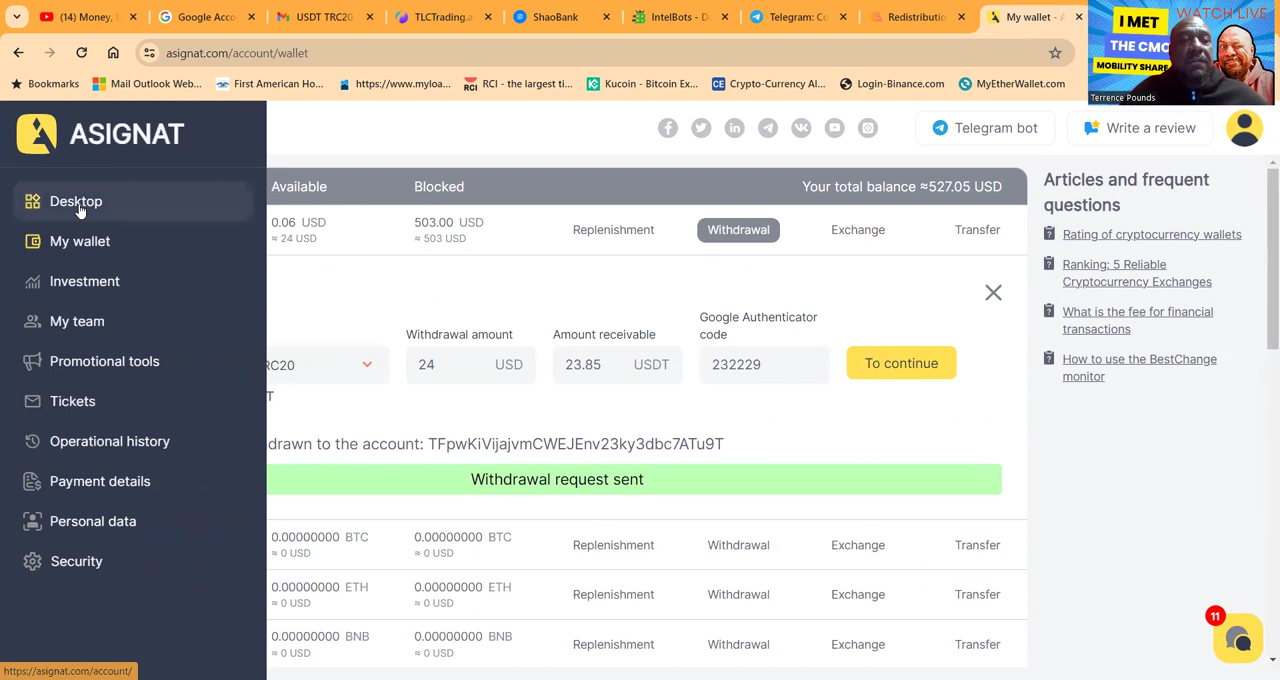 (14) Money,
Google Acco
USDT TRC20
TLCTrading.a
ShaoBank
IntelBots - D
Telegram: Co
Redistributio
My wallet - A
asignat.com/account/wallet
Bookmarks
Mail Outlook Web...
First American Ho...
https://www.myloa...
RCI - the largest ti...
Kucoin - Bitcoin Ex...
Crypto-Currency Al...
Login-Binance.com
MyEtherWallet.com
WATCH LIVE
I MET
THE CMO
MOBILITY SHARE
Terrence Pounds
ASIGNAT
Telegram bot
Write a review
Desktop
My wallet
Investment
My team
Promotional tools
Tickets
Operational history
Payment details
Personal data
Security
https://asignat.com/account/
Available
Blocked
Your total balance ≈527.05 USD
0.06 USD
≈ 24 USD
503.00 USD
≈ 503 USD
Replenishment
Withdrawal
Exchange
Transfer
RC20
T
Withdrawal amount
24 USD
Amount receivable
23.85 USDT
Google Authenticator
code
232229
To continue
drawn to the account: TFpwKiVijajvmCWEJEnv23ky3dbc7ATu9T
Withdrawal request sent
0.00000000 BTC
≈ 0 USD
0.00000000 BTC
≈ 0 USD
Replenishment
Withdrawal
Exchange
Transfer
0.00000000 ETH
≈ 0 USD
0.00000000 ETH
≈ 0 USD
Replenishment
Withdrawal
Exchange
Transfer
0.00000000 BNB
≈ 0 USD
0.00000000 BNB
≈ 0 USD
Replenishment
Withdrawal
Exchange
Transfer
Articles and frequent
questions
Rating of cryptocurrency wallets
Ranking: 5 Reliable
Cryptocurrency Exchanges
What is the fee for financial
transactions
How to use the BestChange
monitor
11